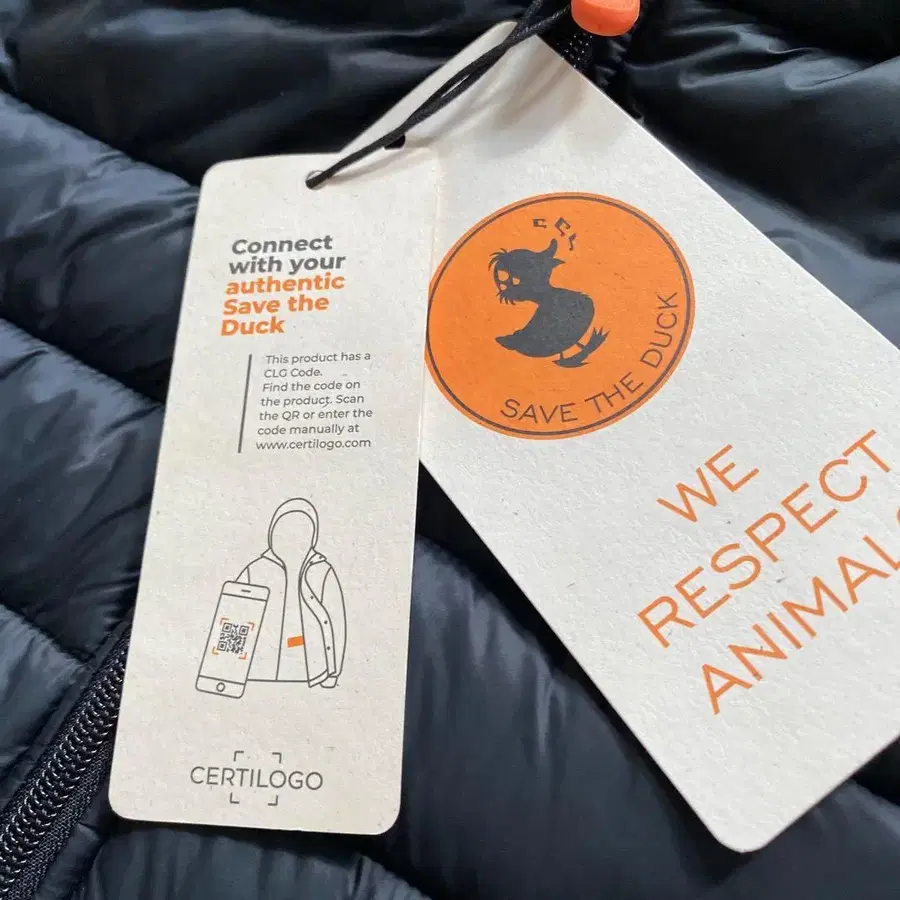 Connect
with your
authentic
Save the
Duck
This product has a
CLG Code.
Find the code on
the product. Scan
the QR or enter the
code manually at
www.certilogo.com
CERTILOGO
SAVE THE DUCK
WE
RESPECT
ANIMALS